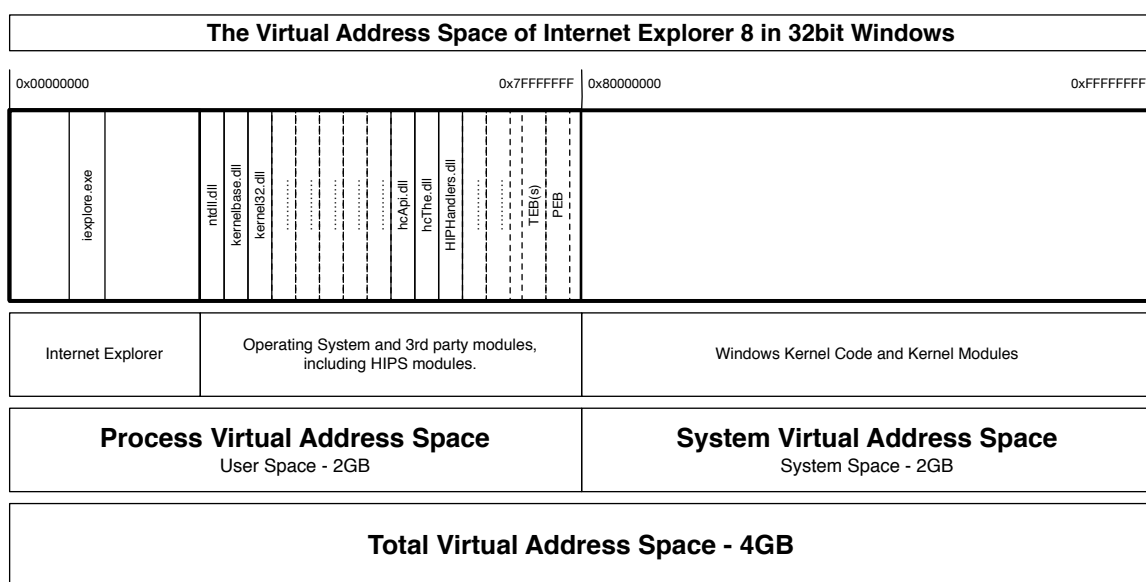 The Virtual Address Space of Internet Explorer 8 in 32bit Windows
0x00000000
0x7FFFFFFF
0x80000000
0xFFFFFFFF
iexplore.exe
ntdll.dll
kernelbase.dll
kernel32.dll
............
............
............
............
............
hcApi.dll
hcThe.dll
HIPHandlers.dll
............
............
TEB(s)
PEB
Internet Explorer
Operating System and 3rd party modules,
including HIPS modules.
Windows Kernel Code and Kernel Modules
Process Virtual Address Space
User Space - 2GB
System Virtual Address Space
System Space - 2GB
Total Virtual Address Space - 4GB